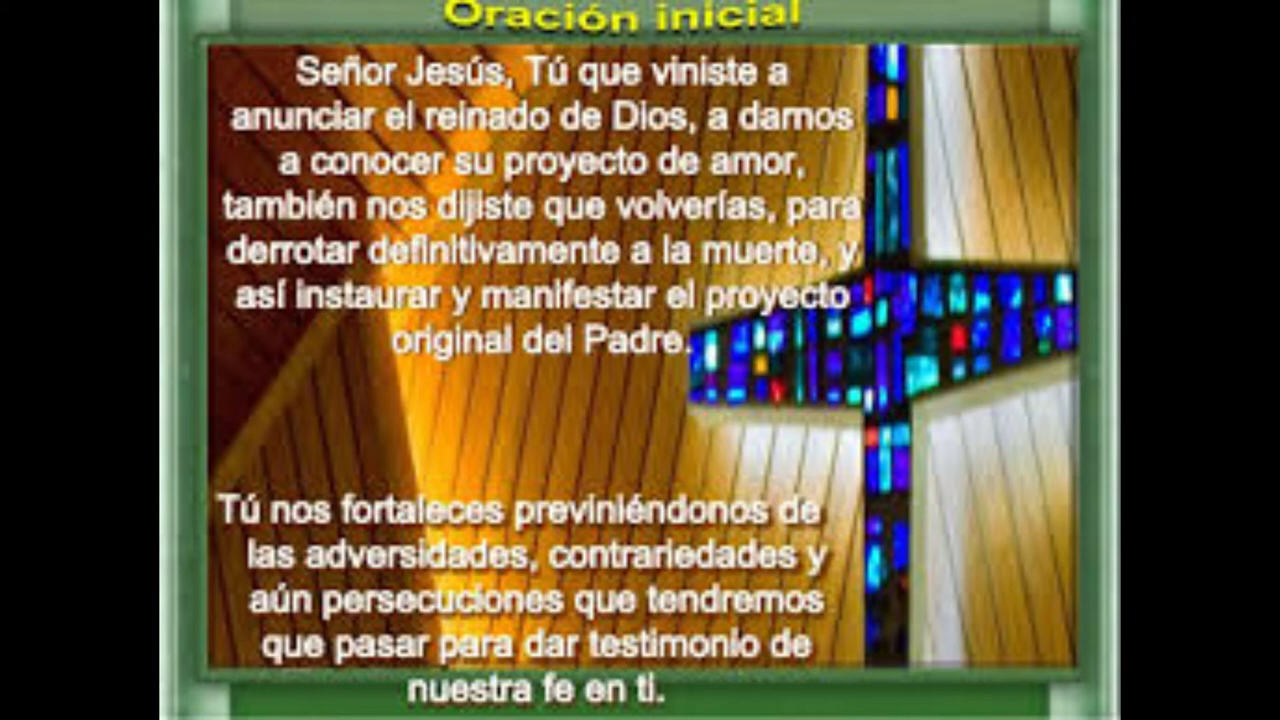 Oración inicial
Señor Jesús, Tú que viniste a
anunciar el reinado de Dios, a darnos
a conocer su proyecto de amor,
también nos dijiste que volverías, para
derrotar definitivamente a la muerte, y
así instaurar y manifestar el proyecto
original del Padre.
Tú nos fortaleces previniéndonos de
las adversidades, contrariedades y
aún persecuciones que tendremos
que pasar para dar testimonio de
nuestra fe en ti.